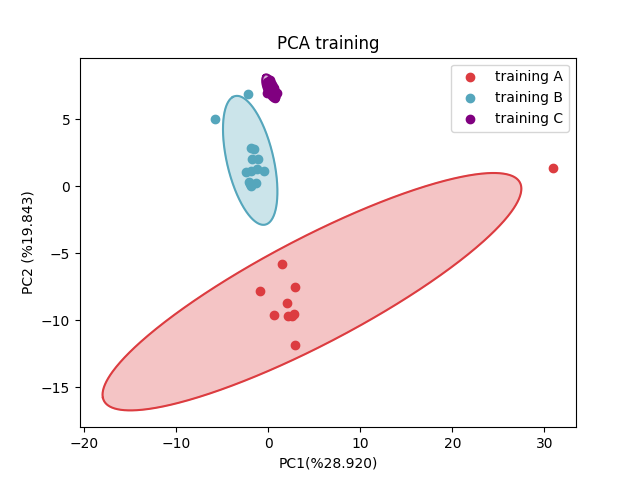 PCA training
training A
training B
training C
5
0
−5
−10
−15
PC2 (%19.843)
−20
−10
0
10
20
30
PC1(%28.920)